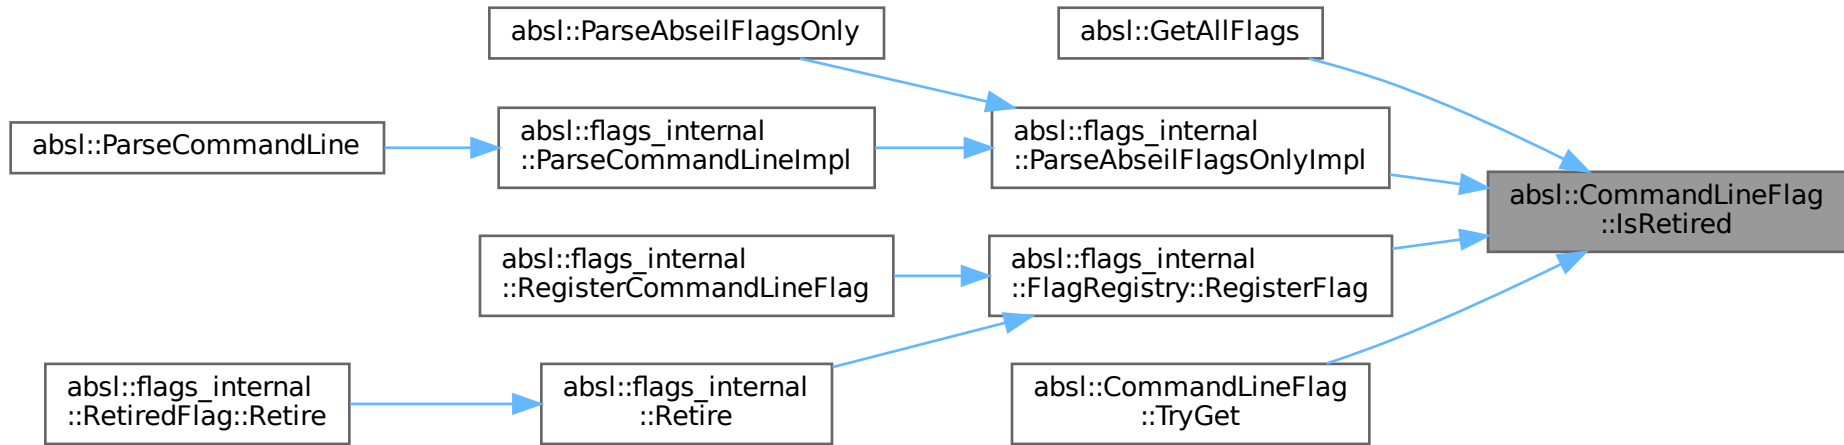 absl::ParseAbseilFlagsOnly
absl::GetAllFlags
absl::ParseCommandLine
absl::flags_internal
::ParseCommandLineImpl
absl::flags_internal
::ParseAbseilFlagsOnlyImpl
absl::CommandLineFlag
::IsRetired
absl::flags_internal
::RegisterCommandLineFlag
absl::flags_internal
::FlagRegistry::RegisterFlag
absl::flags_internal
::RetiredFlag::Retire
absl::flags_internal
::Retire
absl::CommandLineFlag
::TryGet